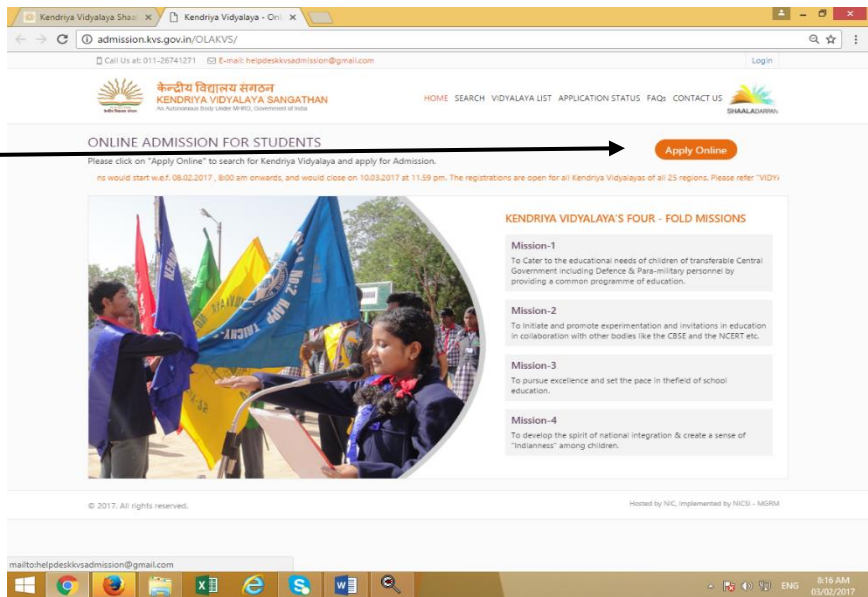 Kendriya Vidyalaya Shaal
Kendriya Vidyalaya - Onl
admission.kvs.gov.in/OLAKVS/
Call Us at: 011-26741271 E-mail: helpdeskkvsadmission@gmail.com Login
केन्द्रीय विद्यालय संगठन
KENDRIYA VIDYALAYA SANGATHAN
An Autonomous Body Under MHRD, Government of India
HOME SEARCH VIDYALAYA LIST APPLICATION STATUS FAQs CONTACT US
SHAALADARPAN
ONLINE ADMISSION FOR STUDENTS
Apply Online
Please click on "Apply Online" to search for Kendriya Vidyalaya and apply for Admission.
ns would start w.e.f. 08.02.2017 , 8:00 am onwards, and would close on 10.03.2017 at 11.59 pm. The registrations are open for all Kendriya Vidyalayas of all 25 regions. Please refer "VIDY
KENDRIYA VIDYALAYA'S FOUR - FOLD MISSIONS
Mission-1
To Cater to the educational needs of children of transferable Central
Government including Defence & Para-military personnel by
providing a common programme of education.
Mission-2
To Initiate and promote experimentation and invitations in education
in collaboration with other bodies like the CBSE and the NCERT etc.
Mission-3
To pursue excellence and set the pace in thefield of school
education.
Mission-4
To develop the spirit of national integration & create a sense of
"Indianness" among children.
© 2017. All rights reserved.
Hosted by NIC, Implemented by NICSI - MGRM
mailto:helpdeskkvsadmission@gmail.com
ENG
8:16 AM
03/02/2017